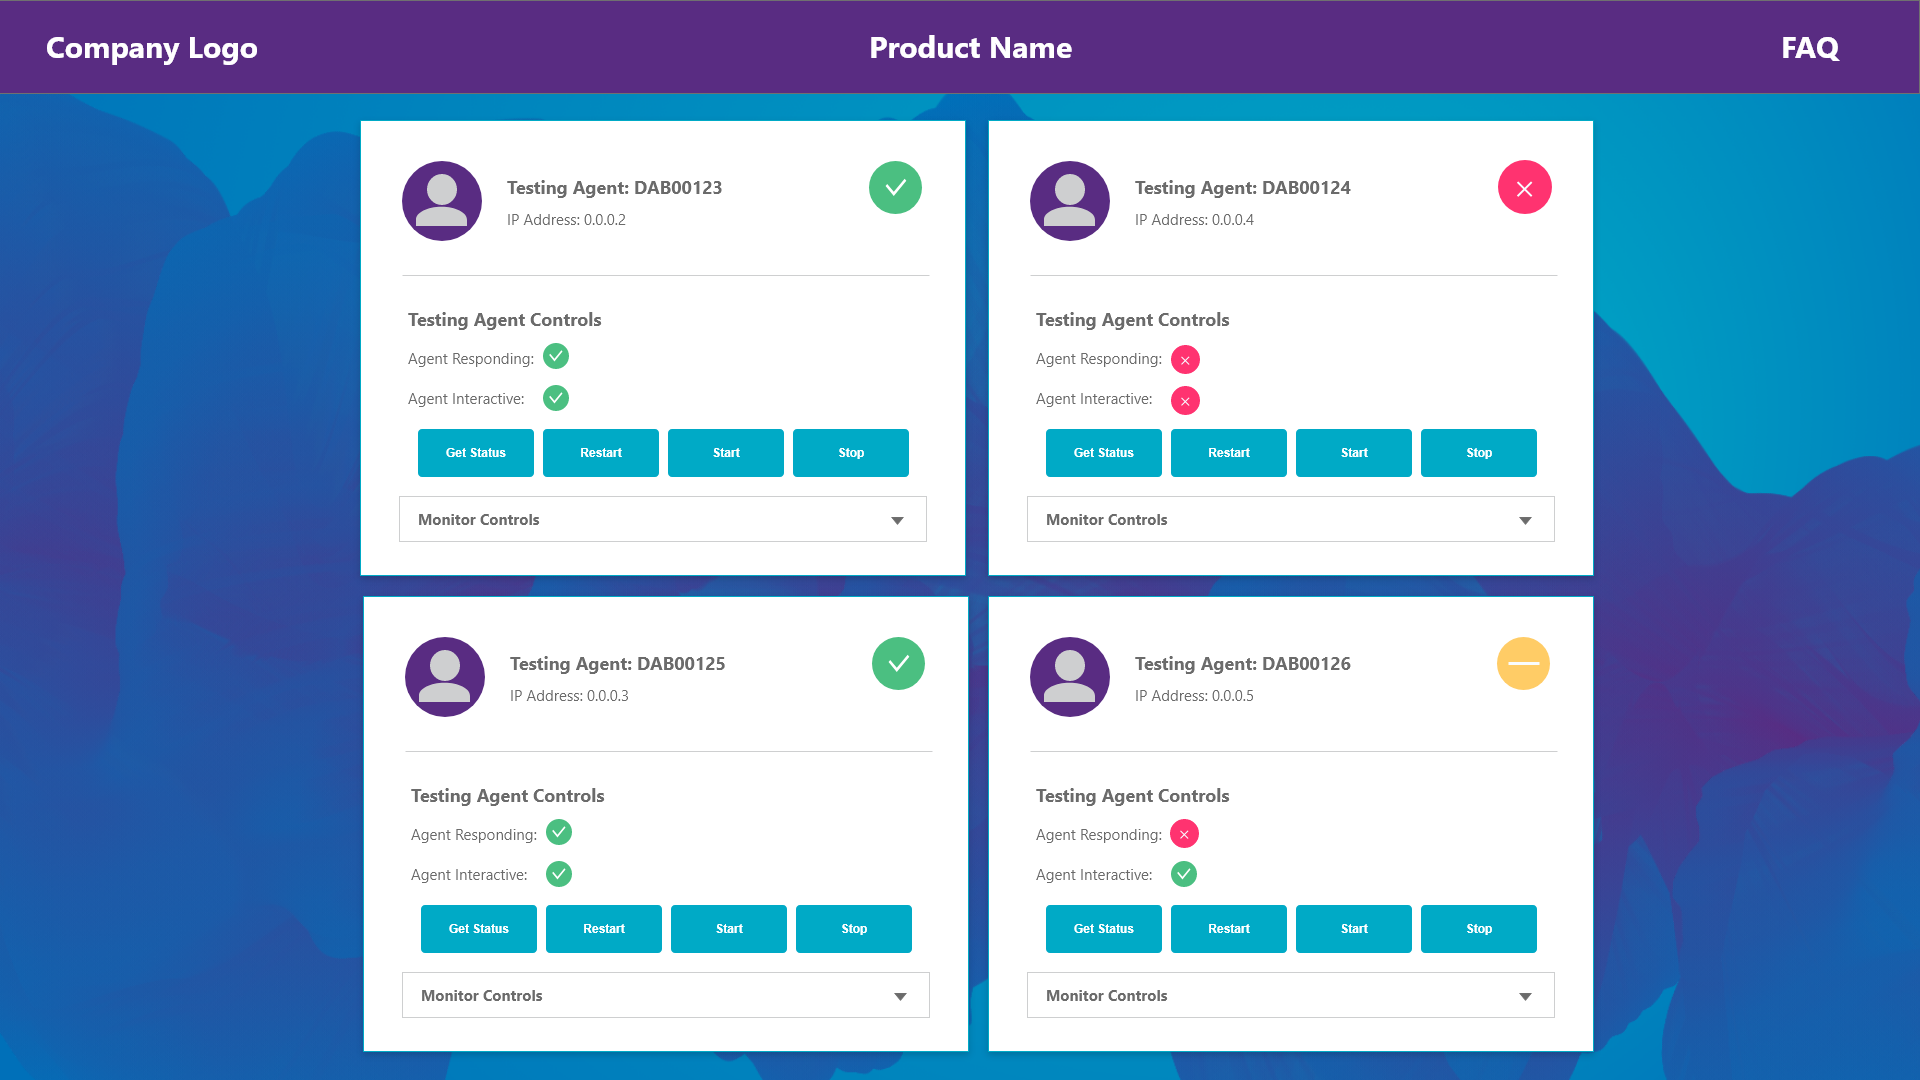 Company Logo
Product Name
FAQ
Testing Agent: DAB00123
IP Address: 0.0.0.2
Testing Agent Controls
Agent Responding:
Agent Interactive:
Get Status
Restart
Start
Stop
Monitor Controls
Testing Agent: DAB00124
IP Address: 0.0.0.4
Testing Agent Controls
Agent Responding:
Agent Interactive:
Get Status
Restart
Start
Stop
Monitor Controls
Testing Agent: DAB00125
IP Address: 0.0.0.3
Testing Agent Controls
Agent Responding:
Agent Interactive:
Get Status
Restart
Start
Stop
Monitor Controls
Testing Agent: DAB00126
IP Address: 0.0.0.5
Testing Agent Controls
Agent Responding:
Agent Interactive:
Get Status
Restart
Start
Stop
Monitor Controls